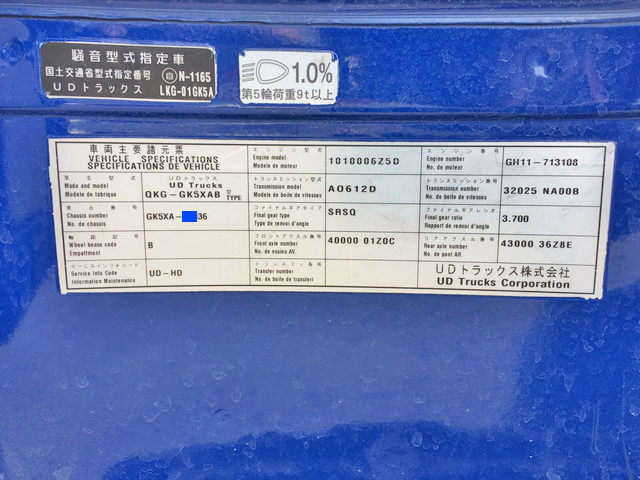 騒音型式指定車
国土交通省型式指定番号 自 N-1165
UDトラックス LKG-01GK5A
1.0%
第5輪荷重9t以上
車両主要諸元票
VEHICLE SPECIFICATIONS
SPECIFICATIONS DE VEHICLE
車名型式
Made and model
Modele de fabrique
UDトラックス
UD Trucks
QKG-GK5XAB 型 TYPE
車台番号
Chassis number
No. de chassis
GK5XA- 36
軸距記号
Wheel bease code
Empattment
B
サービスインフォコード
Service Info Code
Information Maintenance
UD-HD
エンジン型式
Engine model
Modele de moteur
1010006Z5D
トランスミッション型式
Transmission model
No. de boite de vitesses
AO612D
ファイナルギアタイプ
Final gear type
Rapport de renvoi d'angle
SRSQ
フロントアクスル番号
Front axle number
No. de essieu AV.
40000 01Z0C
トランスファ番号
Transfer number
No. de boite de transfert
エンジン番号
Engine number
No. de moteur
GH11-713108
トランスミッション番号
Transmission number
No. de boite de vitesses
32025 NA00B
ファイナルギアレシオ
Final gear ratio
Rapport de renvoi d'angle
3.700
リアアクスル番号
Rear axle number
No. de pont AR.
43000 36Z8E
UDトラックス株式会社
UD Trucks Corporation